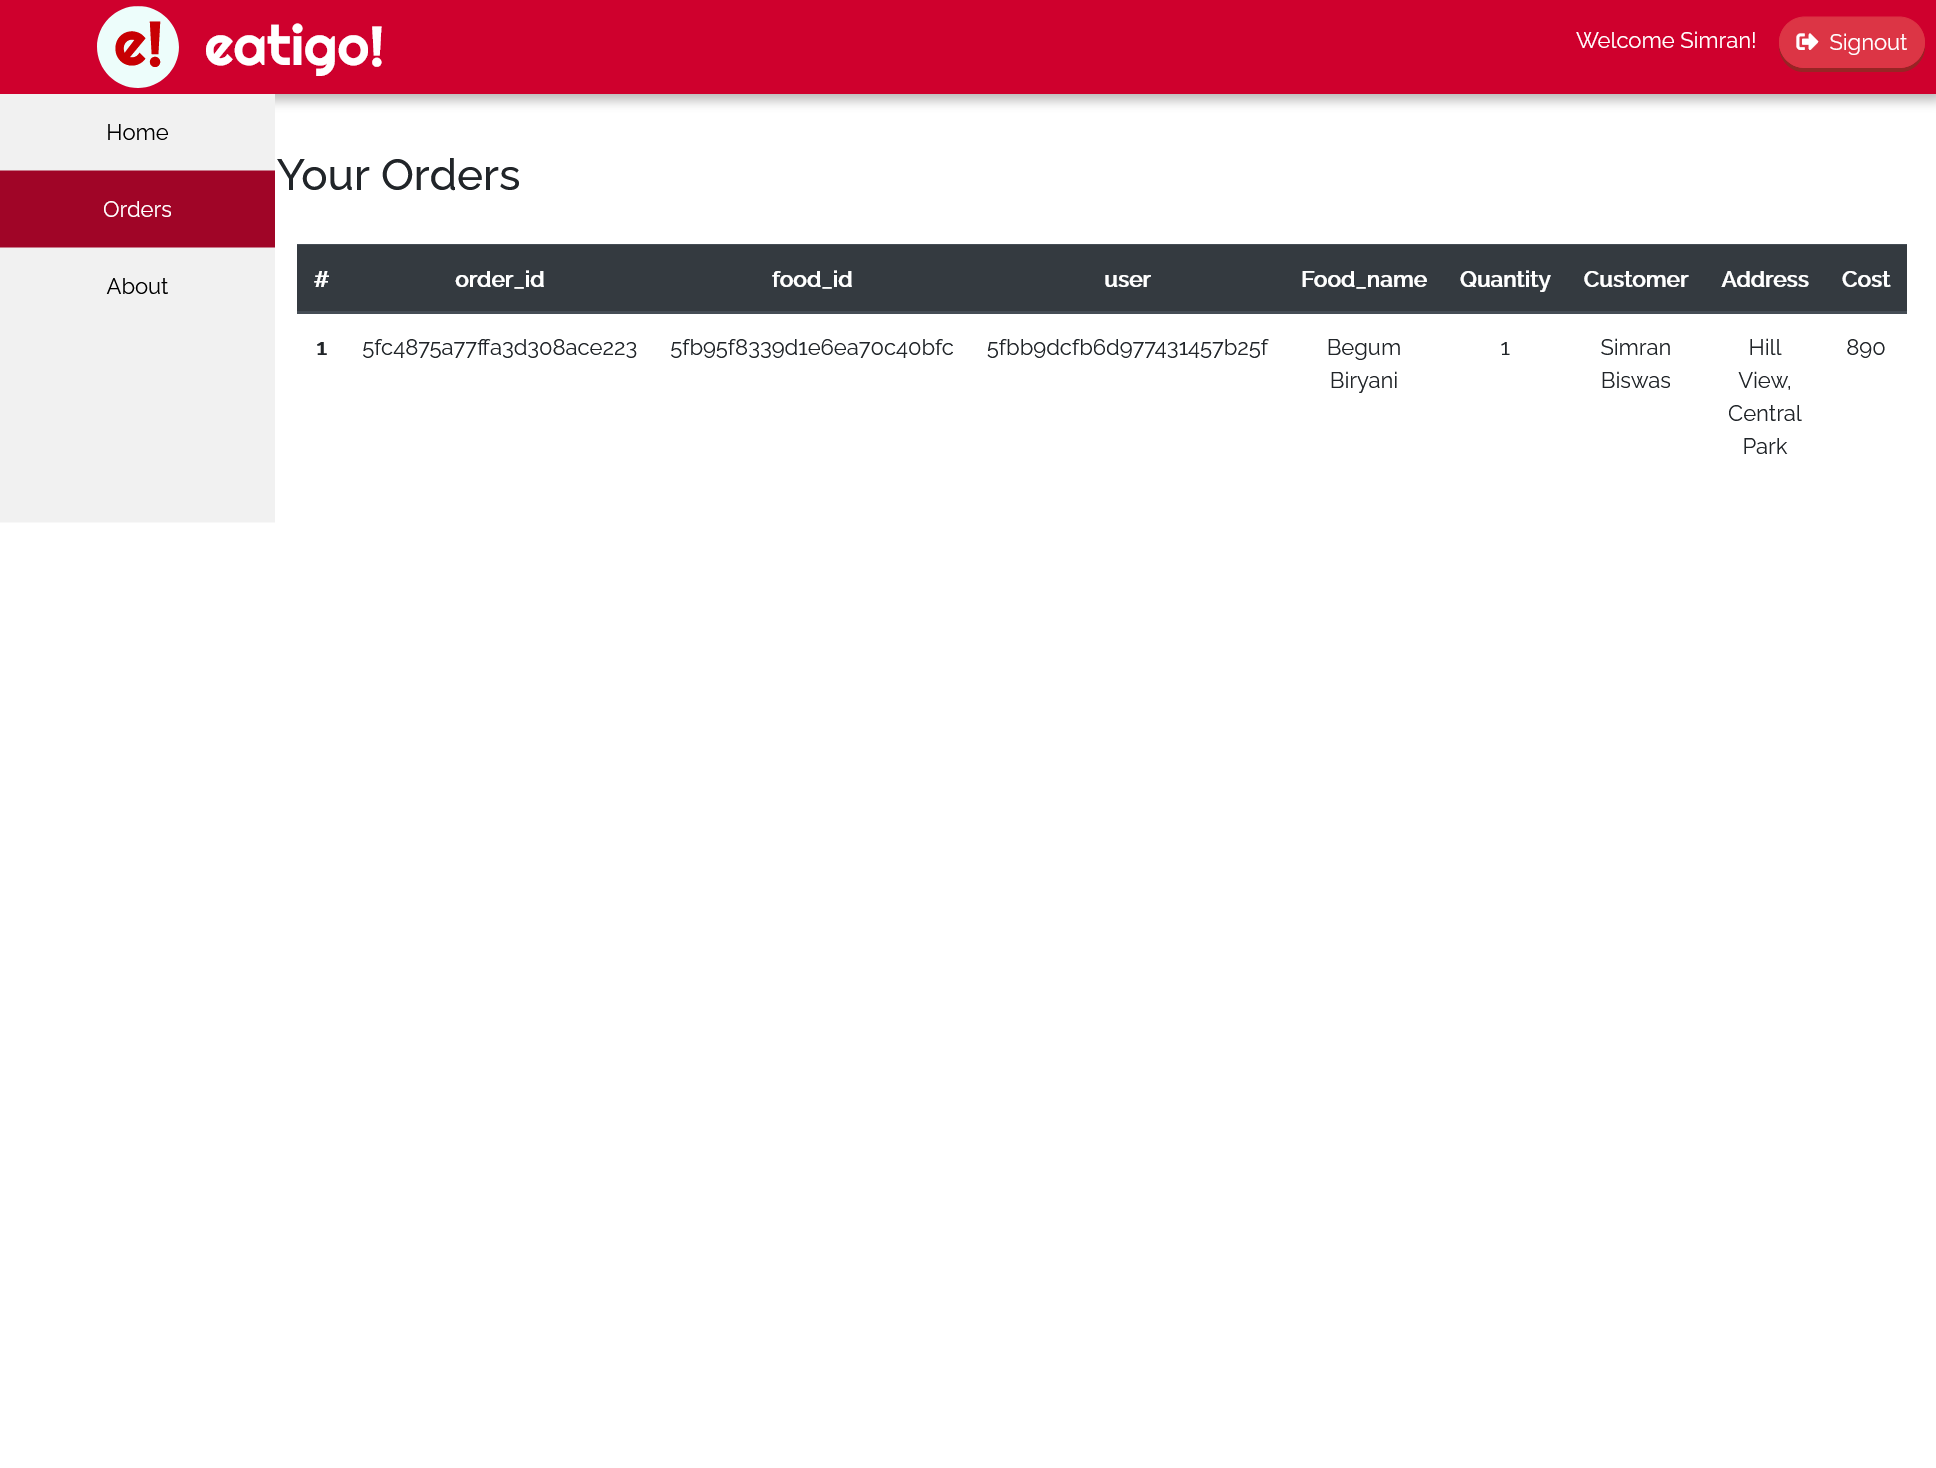 e! eatigo!
Welcome Simran! Signout
Home
Orders
About
Your Orders
# order_id food_id user Food_name Quantity Customer Address Cost
1 5fc4875a77ffa3d308ace223 5fb95f8339d1e6ea70c40bfc 5fbb9dcfb6d977431457b25f Begum 1 Simran Hill 890
Biryani Biswas View,
Central
Park